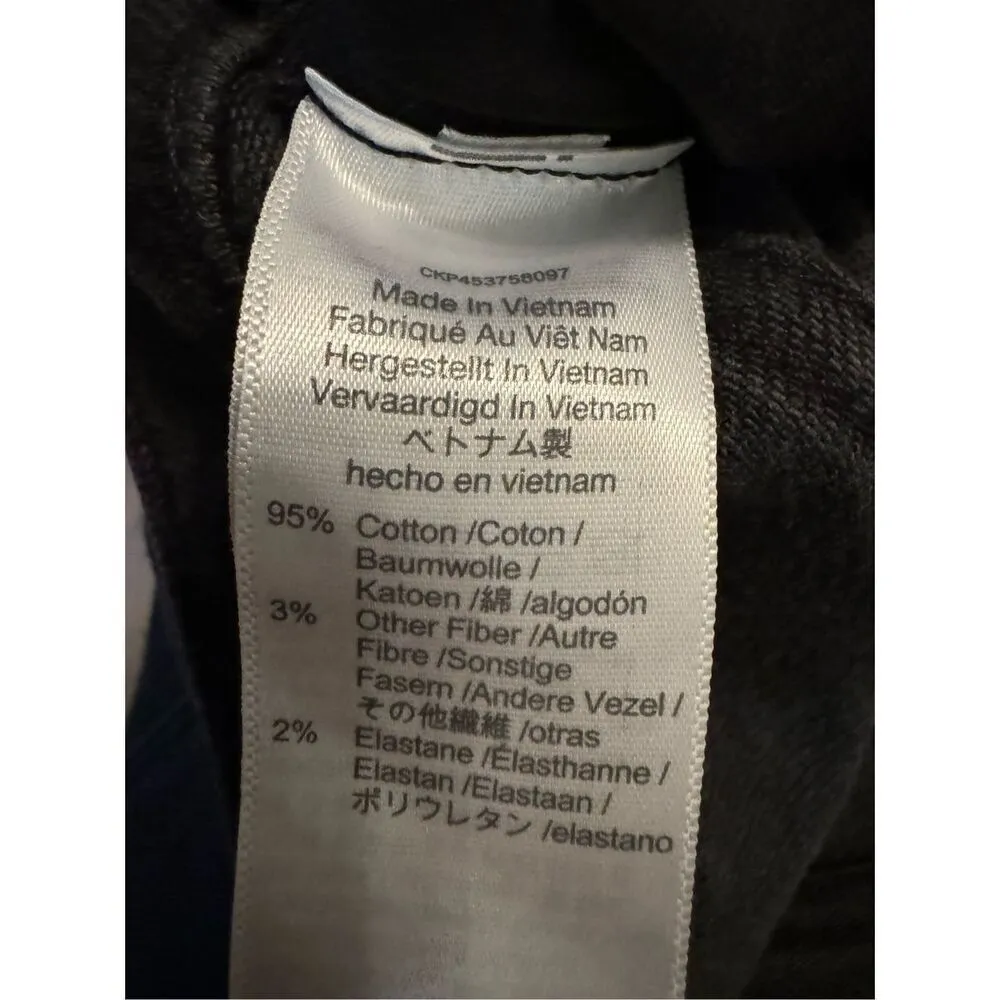 CKP453758097
Made In Vietnam
Fabriqué Au Viêt Nam
Hergestellt In Vietnam
Vervaardigd In Vietnam
ベトナム製
hecho en vietnam
95% Cotton /Coton /
Baumwolle /
Katoen /綿 /algodón
3% Other Fiber /Autre
Fibre /Sonstige
Fasern /Andere Vezel /
その他繊維 /otras
2% Elastane /Élasthanne /
Elastan /Elastaan /
ポリウレタン /elastano